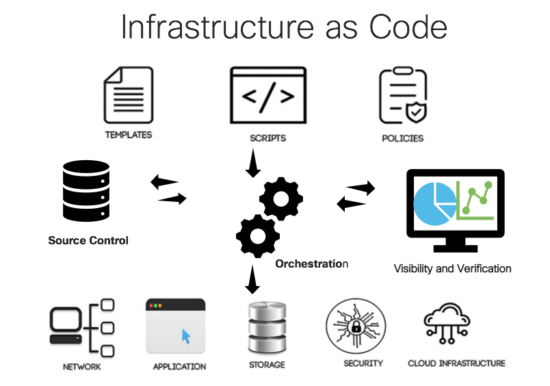 Infrastructure as Code
TEMPLATES
SCRIPTS
POLICIES
Source Control
Orchestration
Visibility and Verification
NETWORK
APPLICATION
STORAGE
SECURITY
CLOUD INFRASTRUCTURE